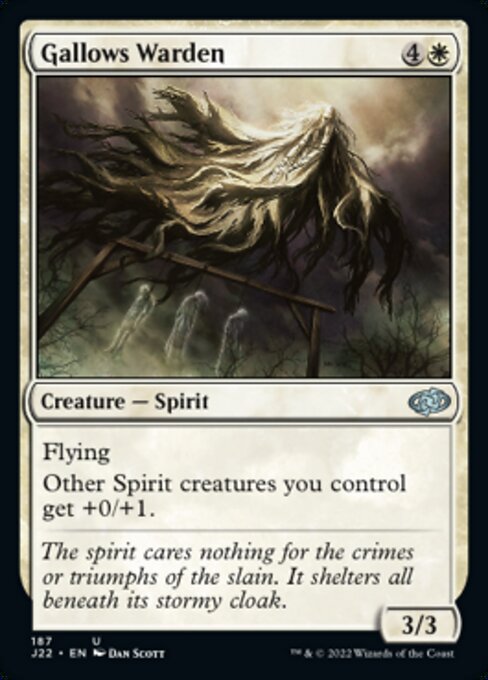 Gallows Warden 4
Creature — Spirit
Flying
Other Spirit creatures you control
get +0/+1.
The spirit cares nothing for the crimes
or triumphs of the slain. It shelters all
beneath its stormy cloak.
3/3
187 U
J22 • EN Dan Scott
™ & © 2022 Wizards of the Coast